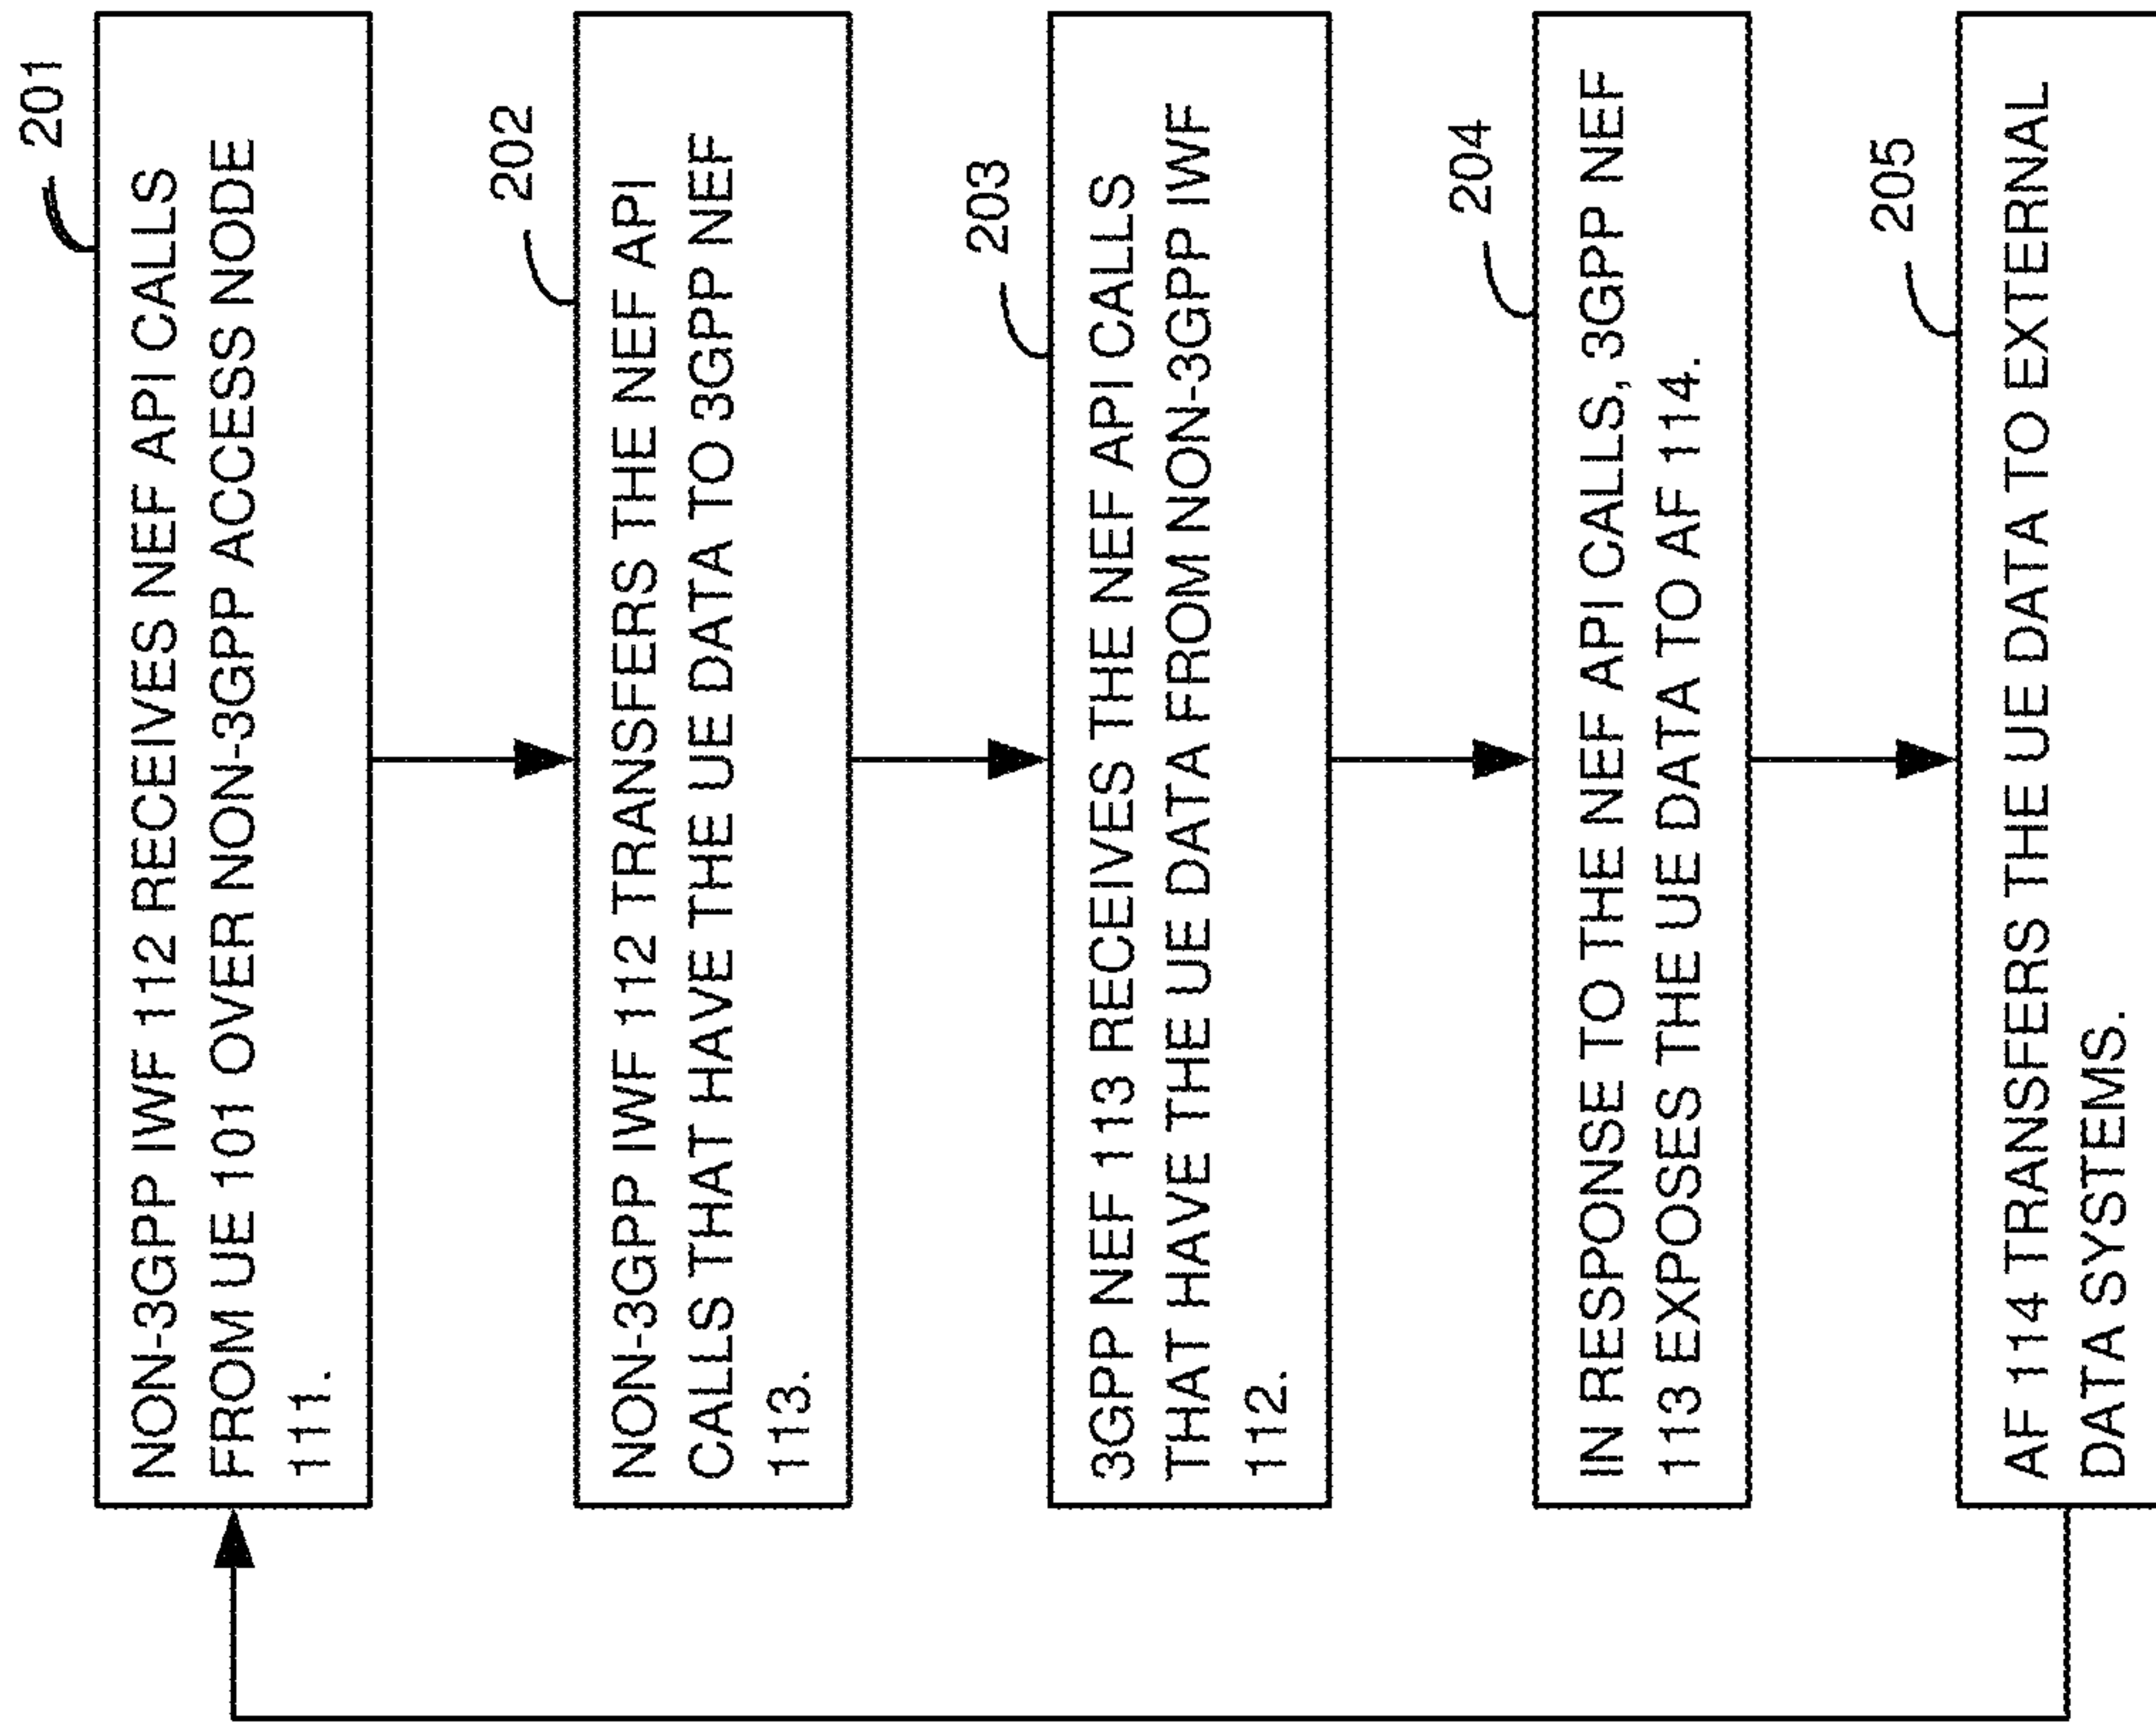 201
NON-3GPP IWF 112 RECEIVES NEF API CALLS
FROM UE 101 OVER NON-3GPP ACCESS NODE
111.
202
NON-3GPP IWF 112 TRANSFERS THE NEF API
CALLS THAT HAVE THE UE DATA TO 3GPP NEF
113.
203
3GPP NEF 113 RECEIVES THE NEF API CALLS
THAT HAVE THE UE DATA FROM NON-3GPP IWF
112.
204
IN RESPONSE TO THE NEF API CALLS, 3GPP NEF
113 EXPOSES THE UE DATA TO AF 114.
205
AF 114 TRANSFERS THE UE DATA TO EXTERNAL
DATA SYSTEMS.